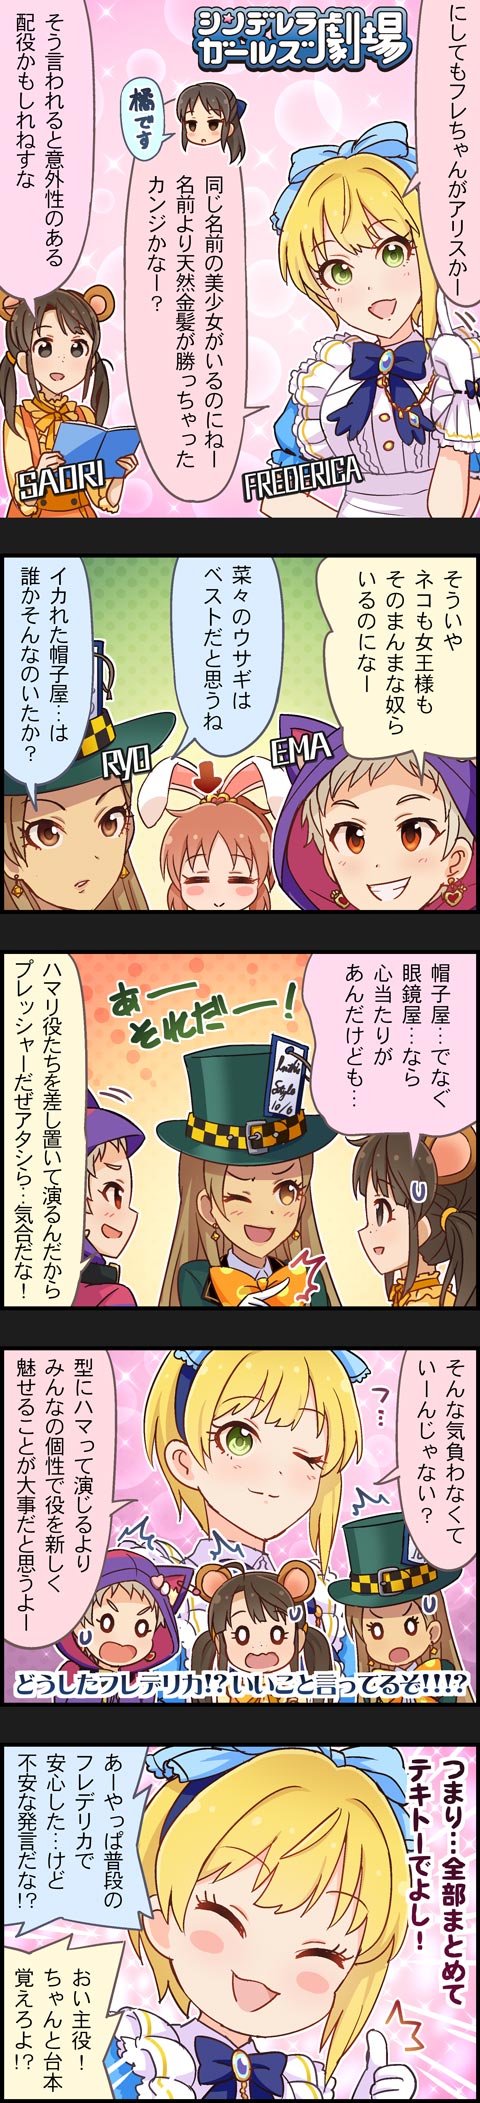 シンデレラ
ガールズ劇場
にしてもフレちゃんがアリスかー
橘です
同じ名前の美少女がいるのにねー
名前より天然金髪が勝っちゃった
カンジかなー？
そう言われると意外性のある
配役かもしれねすな
FREDERICA
SAORI
そういや
ネコも女王様も
そのまんまな奴ら
いるのになー
菜々のウサギは
ベストだと思うね
イカれた帽子屋…は
誰かそんなのいたか？
EMA
RYO
帽子屋…でなぐ
眼鏡屋…なら
心当たりが
あんだけども…
あー
それだー！
Style
10/6
ハマリ役たちを差し置いて演るんだから
プレッシャーだぜアタシら…気合だな！
フッ…
そんな気負わなくて
いーんじゃない？
型にハマって演じるより
みんなの個性で役を新しく
魅せることが大事だと思うよー
どうしたフレデリカ!?いいこと言ってるぞ!!!?
つまり…全部まとめて
テキトーでよし！
あーやっぱ普段の
フレデリカで
安心した…けど
不安な発言だな!?
おい主役！
ちゃんと台本
覚えろよ!?